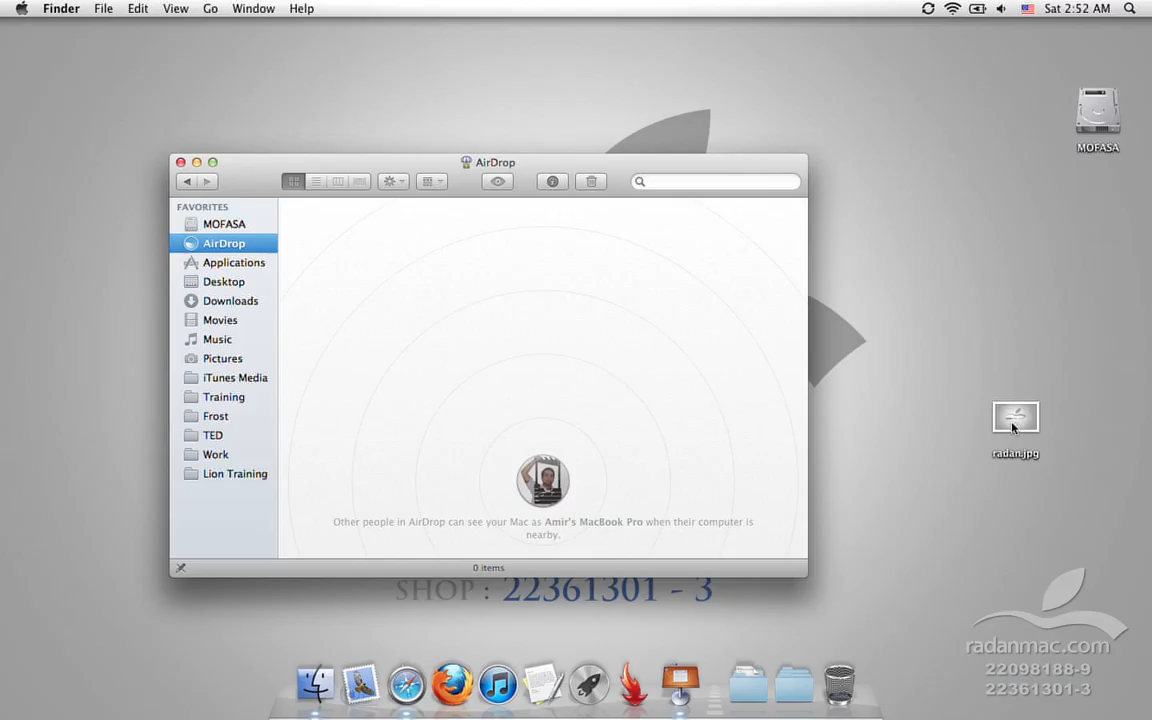 Finder File Edit View Go Window Help Sat 2:52 AM
MOFASA
AirDrop
FAVORITES
MOFASA
AirDrop
Applications
Desktop
Downloads
Movies
Music
Pictures
iTunes Media
Training
Frost
TED
Work
Lion Training
Other people in AirDrop can see your Mac as Amir's MacBook Pro when their computer is
nearby.
0 items
radan.jpg
SHOP : 22361301 - 3
radanmac.com
22098188-9
22361301-3